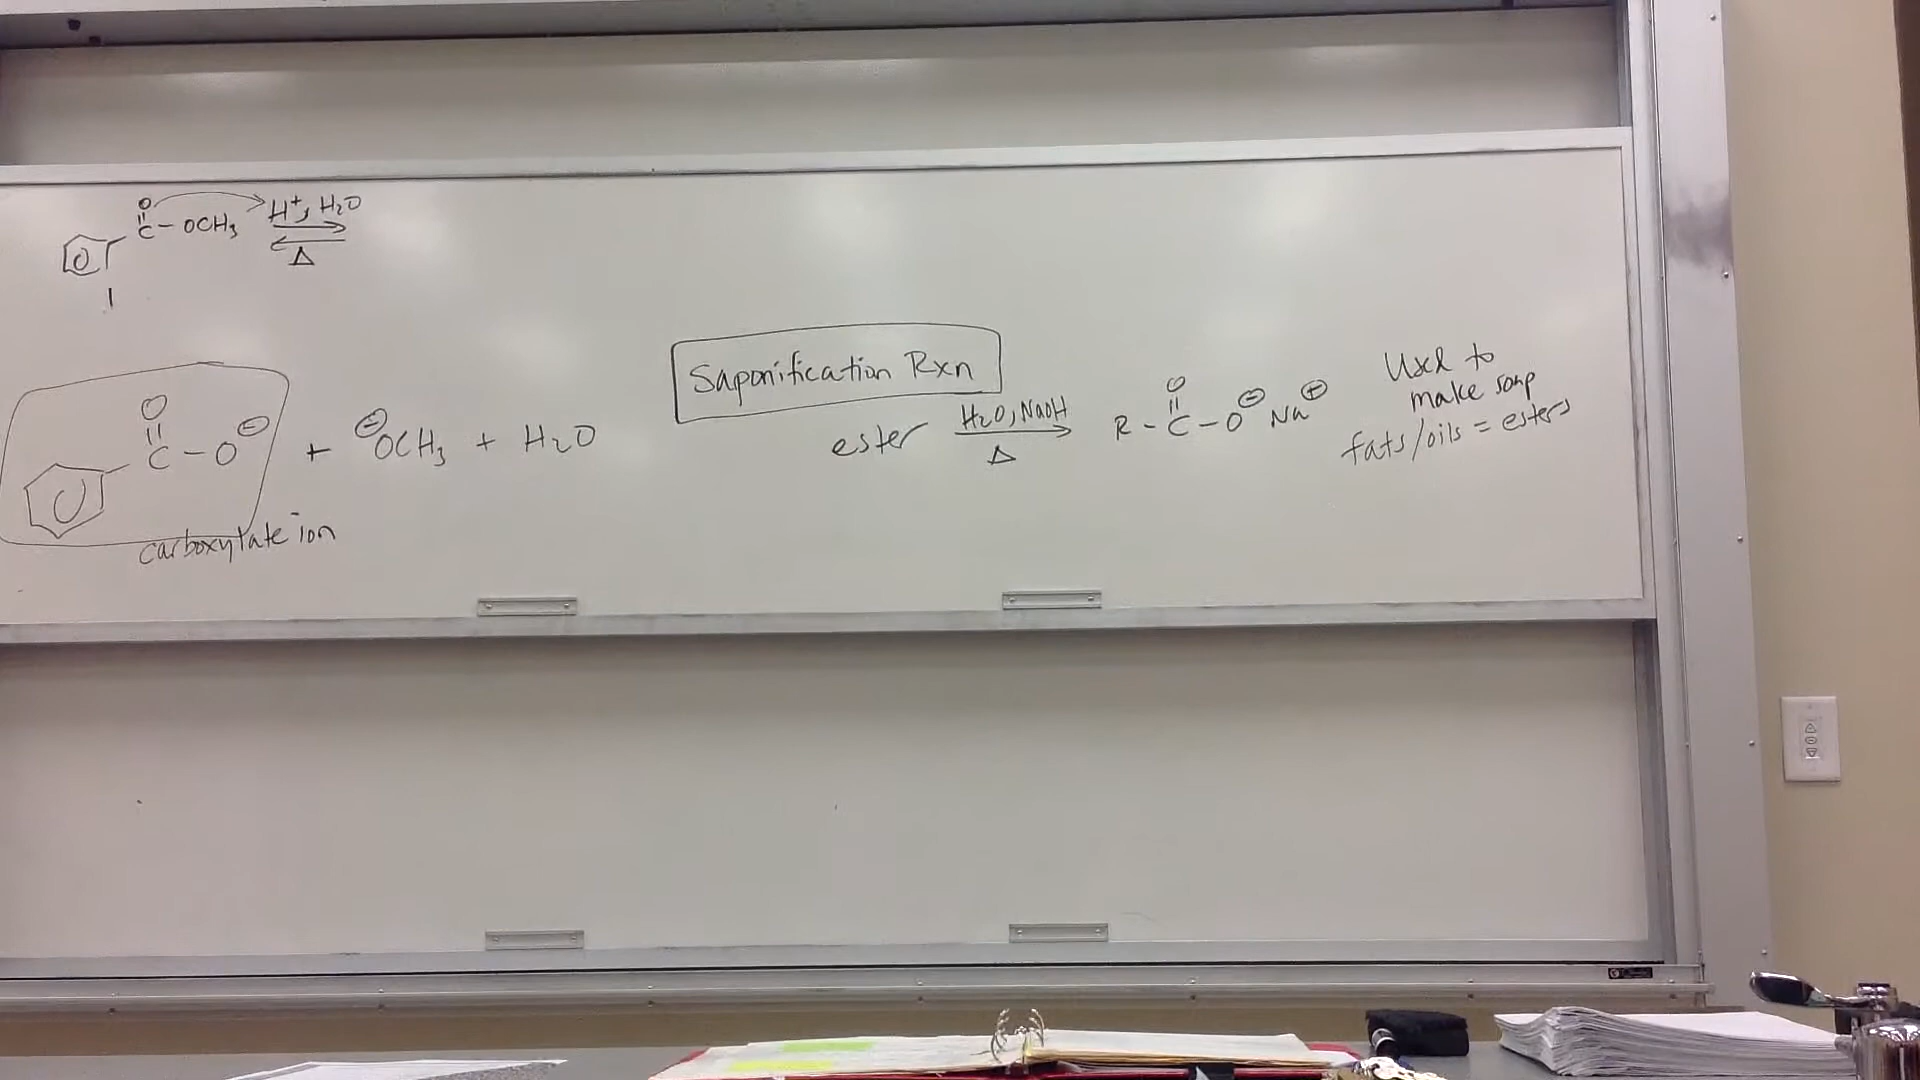 O
||
C - OCH₃ H⁺, H₂O ⇌ Δ
1
Saponification Rxn
O
||
C - O⊖ + ⊖OCH₃ + H₂O
carboxylate ion
ester H₂O, NaOH → Δ
O
||
R - C - O⊖ Na⊕
Used to
make soap
fats/oils = esters